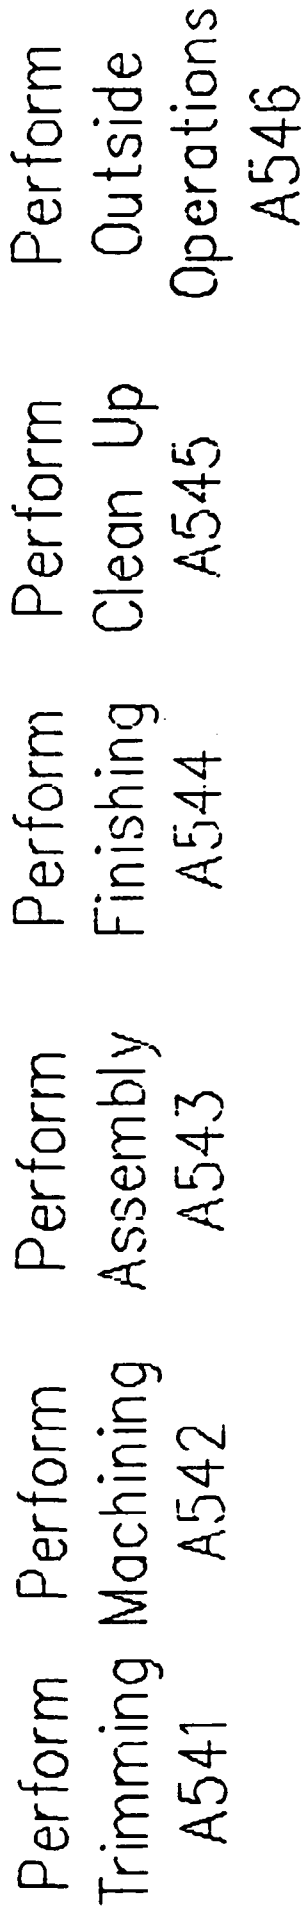 Perform
Trimming
A541
Perform
Machining
A542
Perform
Assembly
A543
Perform
Finishing
A544
Perform
Clean Up
A545
Perform
Outside
Operations
A546